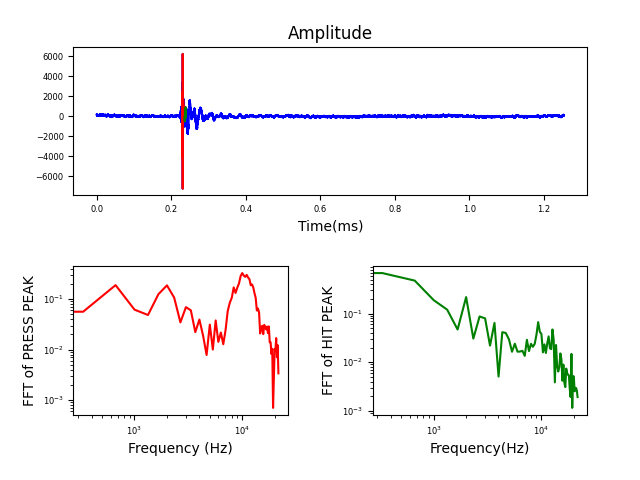 Amplitude
6000
4000
2000
0
−2000
−4000
−6000
0.0 0.2 0.4 0.6 0.8 1.0 1.2
Time(ms)
FFT of PRESS PEAK
10⁻¹
10⁻²
10⁻³
10³ 10⁴
Frequency (Hz)
FFT of HIT PEAK
10⁻¹
10⁻²
10⁻³
10³ 10⁴
Frequency(Hz)